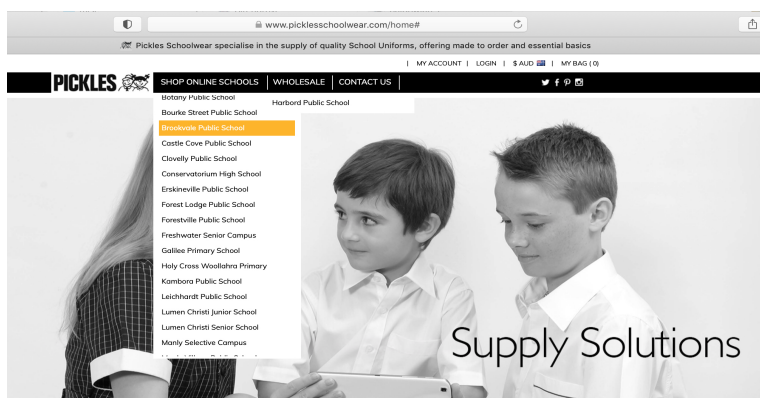 www.picklesschoolwear.com/home#
Pickles Schoolwear specialise in the supply of quality School Uniforms, offering made to order and essential basics
| MY ACCOUNT | LOGIN | $ AUD | MY BAG ( 0)
PICKLES SHOP ONLINE SCHOOLS | WHOLESALE | CONTACT US |
Botany Public School
Harbord Public School
Bourke Street Public School
Brookvale Public School
Castle Cove Public School
Clovelly Public School
Conservatorium High School
Erskineville Public School
Forest Lodge Public School
Forestville Public School
Freshwater Senior Campus
Galilee Primary School
Holy Cross Woollahra Primary
Kambora Public School
Leichhardt Public School
Lumen Christi Junior School
Lumen Christi Senior School
Manly Selective Campus
Supply Solutions